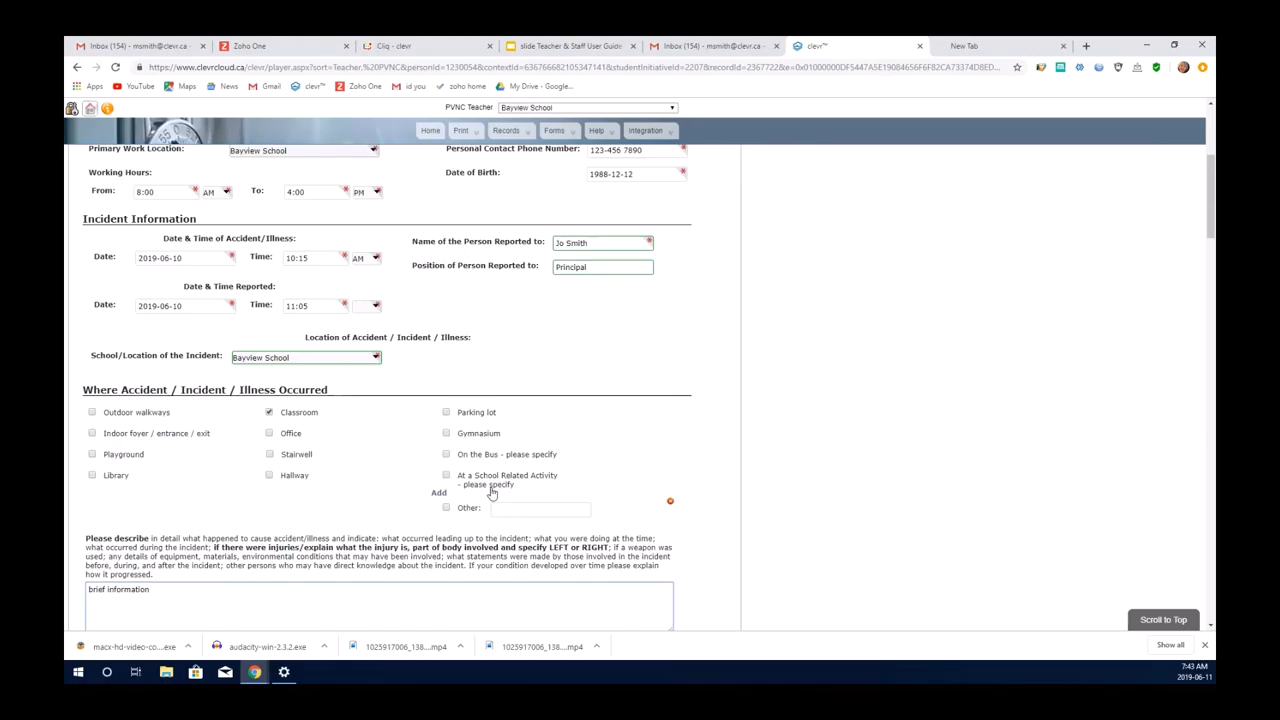 Inbox (154) - msmith@clevr.ca - Zoho One Cliq - clevr slide Teacher & Staff User Guide Inbox (154) - msmith@clevr.ca - clevr™ New Tab
https://www.clevrcloud.ca/clevr/player.aspx?sort=Teacher,%20PVNC&personId=1230054&contextId=636766682105347141&studentInitiativeId=2207&recordId=2367722&e=0x01000000DF5447A5E19084656F6F82CA73374D8ED...
Apps YouTube Maps News Gmail clevr™ Zoho One id you zoho home My Drive - Google...
PVNC Teacher Bayview School
Home Print Records Forms Help Integration
Primary Work Location: Bayview School Personal Contact Phone Number: 123-456 7890
Working Hours: Date of Birth: 1988-12-12
From: 8:00 AM To: 4:00 PM
Incident Information
Date & Time of Accident/Illness: Name of the Person Reported to: Jo Smith
Date: 2019-06-10 Time: 10:15 AM Position of Person Reported to: Principal
Date & Time Reported:
Date: 2019-06-10 Time: 11:05
Location of Accident / Incident / Illness:
School/Location of the Incident: Bayview School
Where Accident / Incident / Illness Occurred
Outdoor walkways Classroom Parking lot
Indoor foyer / entrance / exit Office Gymnasium
Playground Stairwell On the Bus - please specify
Library Hallway At a School Related Activity
- please specify
Add
Other:
Please describe in detail what happened to cause accident/illness and indicate: what occurred leading up to the incident; what you were doing at the time;
what occurred during the incident; if there were injuries/explain what the injury is, part of body involved and specify LEFT or RIGHT; if a weapon was
used; any details of equipment, materials, environmental conditions that may have been involved; what statements were made by those involved in the incident
before, during, and after the incident; other persons who may have direct knowledge about the incident. If your condition developed over time please explain
how it progressed.
brief information
Scroll to Top
macx-hd-video-co....exe audacity-win-2.3.2.exe 1025917006_138....mp4 1025917006_138....mp4 Show all
7:43 AM
2019-06-11